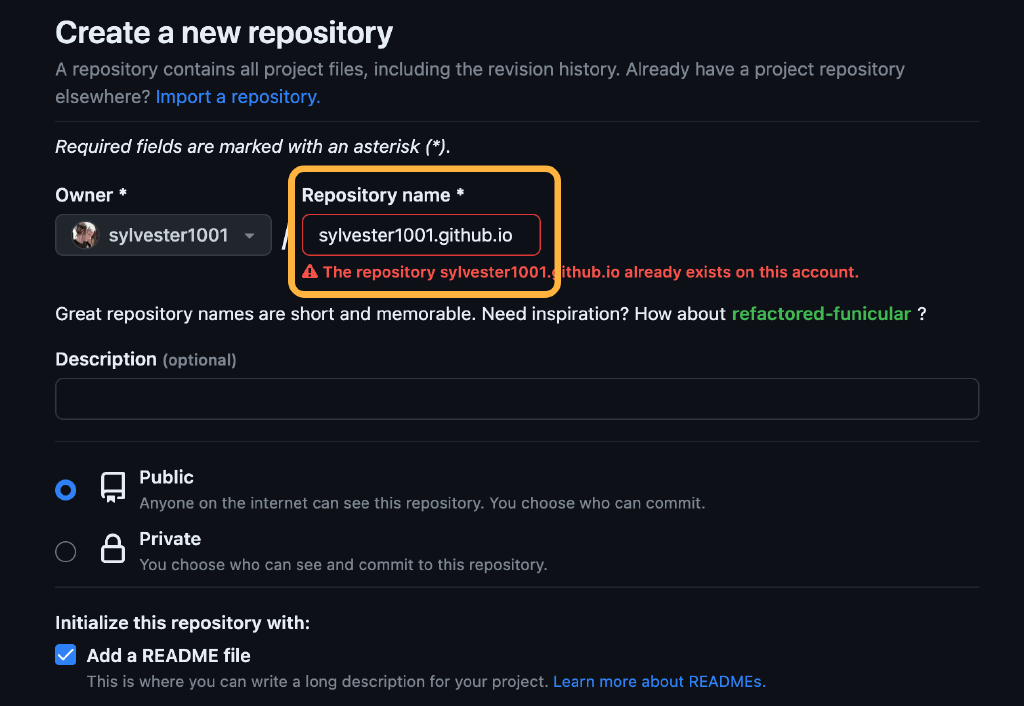 Create a new repository
A repository contains all project files, including the revision history. Already have a project repository
elsewhere? Import a repository.
Required fields are marked with an asterisk (*).
Owner *
Repository name *
sylvester1001
/
sylvester1001.github.io
The repository sylvester1001.github.io already exists on this account.
Great repository names are short and memorable. Need inspiration? How about refactored-funicular ?
Description (optional)
Public
Anyone on the internet can see this repository. You choose who can commit.
Private
You choose who can see and commit to this repository.
Initialize this repository with:
Add a README file
This is where you can write a long description for your project. Learn more about READMEs.